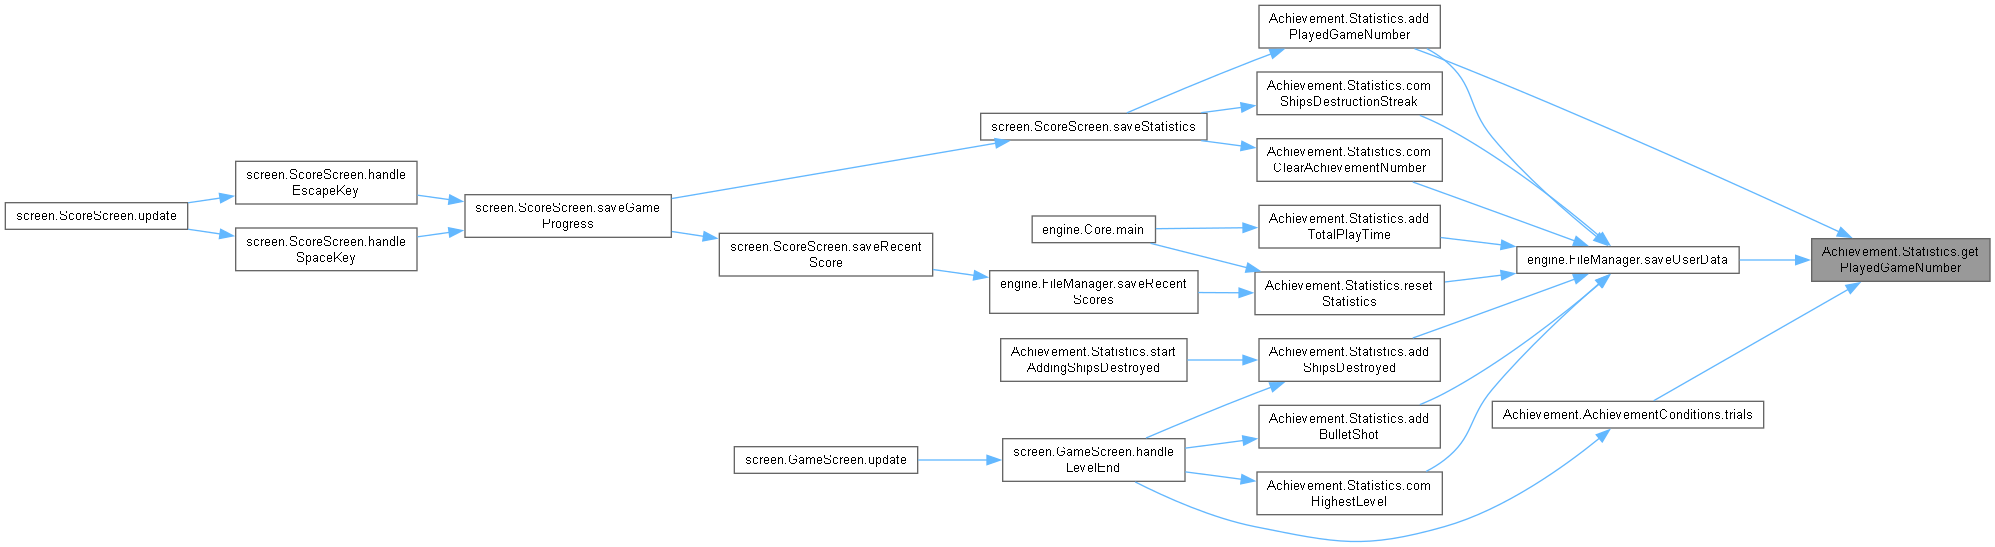 screen.ScoreScreen.update
screen.ScoreScreen.handle
EscapeKey
screen.ScoreScreen.handle
SpaceKey
screen.ScoreScreen.saveGame
Progress
screen.ScoreScreen.saveRecent
Score
screen.GameScreen.update
screen.ScoreScreen.saveStatistics
engine.Core.main
engine.FileManager.saveRecent
Scores
Achievement.Statistics.start
AddingShipsDestroyed
screen.GameScreen.handle
LevelEnd
Achievement.Statistics.add
PlayedGameNumber
Achievement.Statistics.com
ShipsDestructionStreak
Achievement.Statistics.com
ClearAchievementNumber
Achievement.Statistics.add
TotalPlayTime
Achievement.Statistics.reset
Statistics
Achievement.Statistics.add
ShipsDestroyed
Achievement.Statistics.add
BulletShot
Achievement.Statistics.com
HighestLevel
engine.FileManager.saveUserData
Achievement.AchievementConditions.trials
Achievement.Statistics.get
PlayedGameNumber